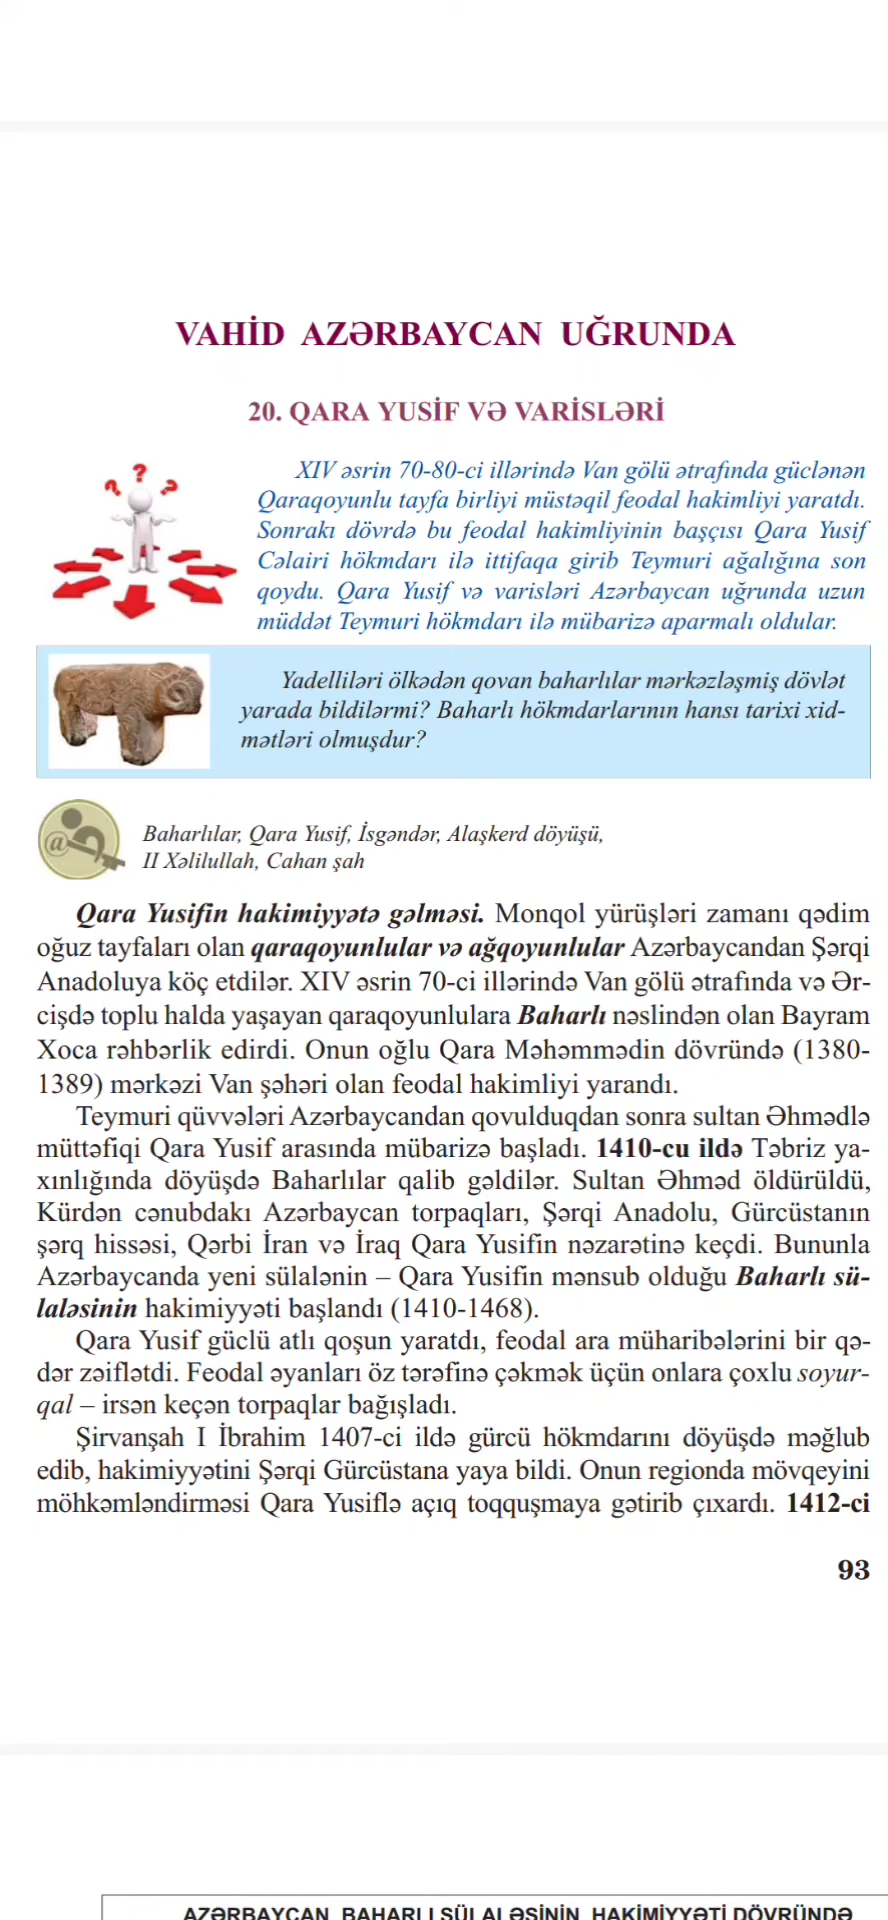 VAHİD AZƏRBAYCAN UĞRUNDA
20. QARA YUSİF VƏ VARİSLƏRİ
? ? ?
XIV əsrin 70-80-ci illərində Van gölü ətrafında güclənən
Qaraqoyunlu tayfa birliyi müstəqil feodal hakimliyi yaratdı.
Sonrakı dövrdə bu feodal hakimliyinin başçısı Qara Yusif
Cəlairi hökmdarı ilə ittifaqa girib Teymuri ağalığına son
qoydu. Qara Yusif və varisləri Azərbaycan uğrunda uzun
müddət Teymuri hökmdarı ilə mübarizə aparmalı oldular.
Yadelliləri ölkədən qovan baharlılar mərkəzləşmiş dövlət
yarada bildilərmi? Baharlı hökmdarlarının hansı tarixi xid-
mətləri olmuşdur?
@
Baharlılar, Qara Yusif, İsgəndər, Alaşkerd döyüşü,
II Xəlilullah, Cahan şah
Qara Yusifin hakimiyyətə gəlməsi. Monqol yürüşləri zamanı qədim
oğuz tayfaları olan qaraqoyunlular və ağqoyunlular Azərbaycandan Şərqi
Anadoluya köç etdilər. XIV əsrin 70-ci illərində Van gölü ətrafında və Ər-
cişdə toplu halda yaşayan qaraqoyunlulara Baharlı nəslindən olan Bayram
Xoca rəhbərlik edirdi. Onun oğlu Qara Məhəmmədin dövründə (1380-
1389) mərkəzi Van şəhəri olan feodal hakimliyi yarandı.
Teymuri qüvvələri Azərbaycandan qovulduqdan sonra sultan Əhmədlə
müttəfiqi Qara Yusif arasında mübarizə başladı. 1410-cu ildə Təbriz ya-
xınlığında döyüşdə Baharlılar qalib gəldilər. Sultan Əhməd öldürüldü,
Kürdən cənubdakı Azərbaycan torpaqları, Şərqi Anadolu, Gürcüstanın
şərq hissəsi, Qərbi İran və İraq Qara Yusifin nəzarətinə keçdi. Bununla
Azərbaycanda yeni sülalənin – Qara Yusifin mənsub olduğu Baharlı sü-
laləsinin hakimiyyəti başlandı (1410-1468).
Qara Yusif güclü atlı qoşun yaratdı, feodal ara müharibələrini bir qə-
dər zəiflətdi. Feodal əyanları öz tərəfinə çəkmək üçün onlara çoxlu soyur-
qal – irsən keçən torpaqlar bağışladı.
Şirvanşah I İbrahim 1407-ci ildə gürcü hökmdarını döyüşdə məğlub
edib, hakimiyyətini Şərqi Gürcüstana yaya bildi. Onun regionda mövqeyini
möhkəmləndirməsi Qara Yusiflə açıq toqquşmaya gətirib çıxardı. 1412-ci
93
AZƏRBAYCAN BAHARLI SÜLALƏSİNİN HAKİMİYYƏTİ DÖVRÜNDƏ